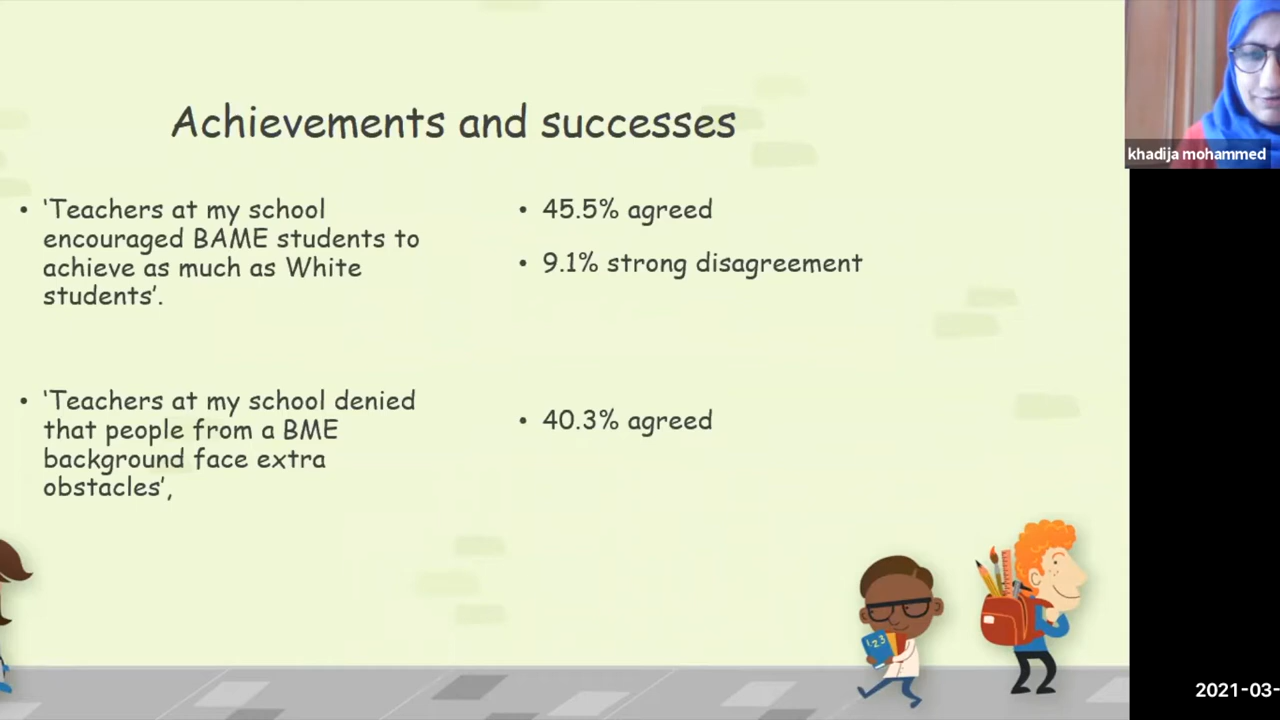 Achievements and successes
• ‘Teachers at my school
encouraged BAME students to
achieve as much as White
students’.
• 45.5% agreed
• 9.1% strong disagreement
• ‘Teachers at my school denied
that people from a BME
background face extra
obstacles’,
• 40.3% agreed
khadija mohammed
123
2021-03-